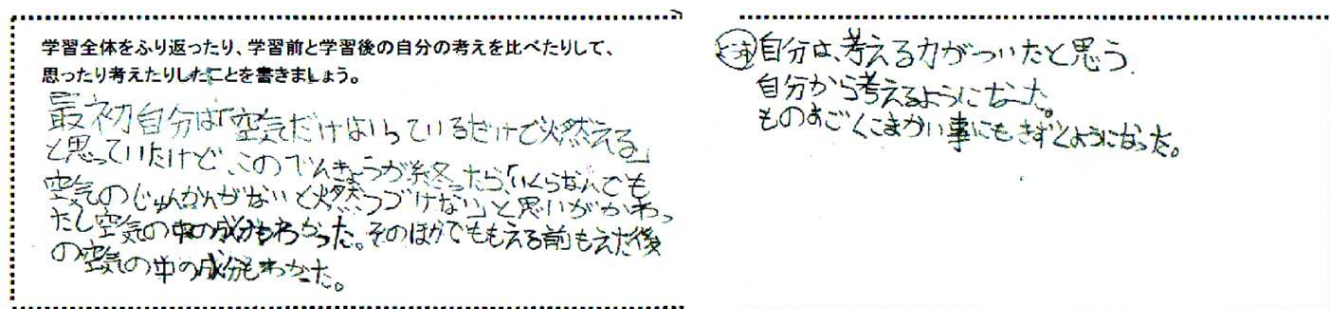 学習全体をふり返ったり、学習前と学習後の自分の考えを比べたりして、
思ったり考えたりしたことを書きましょう。
最初自分は「空気だけはいっているだけで燃える」
と思っていたけど、このべんきょうが終ったら、「いくらなんでも
空気のじゅんかんがないと燃えつづけない」と思いがかわっ
たし空気の中の成分もわかった。そのほかでももえる前もえた後
の空気の中の成分もわかった。
自分は、考える力がついたと思う
自分から考えるようになった。
ものすごくこまかい事にもきずくようになった。